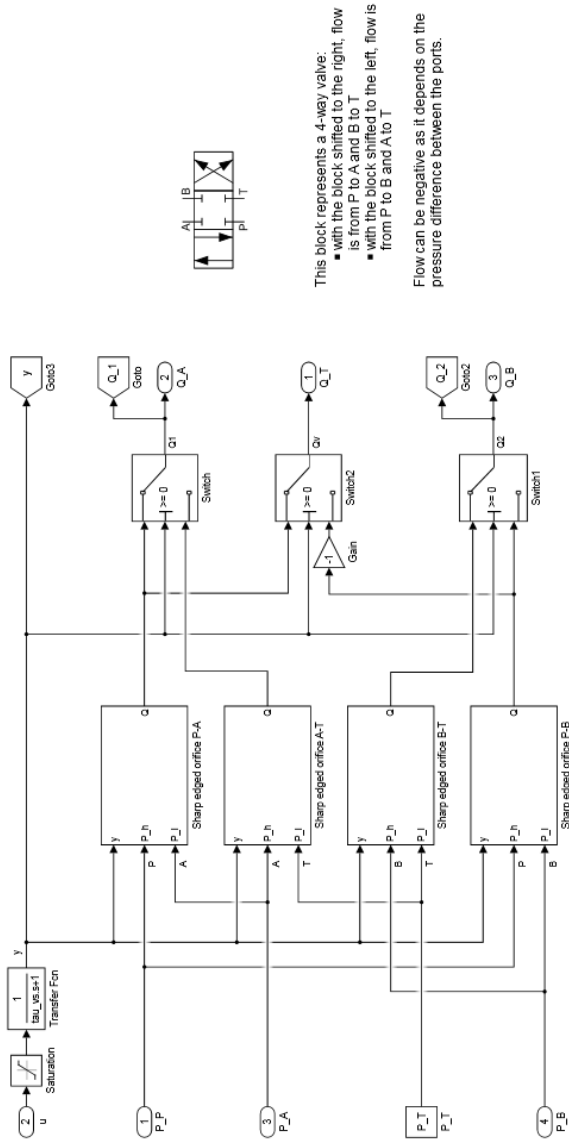 2
u
Saturation
1
tau_vs.s+1
Transfer Fcn
y
y
Goto3
1
P_P
3
P_A
P_T
P_T
4
P_B
y
P_h
P_l
Q
P
A
Sharp edged orifice P-A
y
P_h
P_l
Q
A
T
Sharp edged orifice A-T
y
P_h
P_l
Q
B
T
Sharp edged orifice B-T
y
P_h
P_l
Q
P
B
Sharp edged orifice P-B
-1
Gain
>= 0
Switch
Q1
Q_1
Goto
2
Q_A
>= 0
Switch2
Qv
1
Q_T
>= 0
Switch1
Q2
Q_2
Goto2
3
Q_B
A
B
P
T
This block represents a 4-way valve:
▪ with the block shifted to the right, flow
is from P to A and B to T
▪ with the block shifted to the left, flow is
from P to B and A to T
Flow can be negative as it depends on the
pressure difference between the ports.